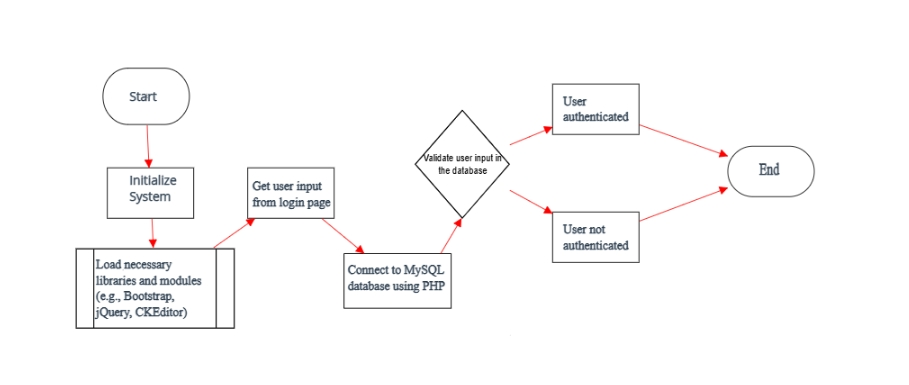 Start
Initialize
System
Load necessary
libraries and modules
(e.g., Bootstrap,
jQuery, CKEditor)
Get user input
from login page
Connect to MySQL
database using PHP
Validate user input in
the database
User
authenticated
User not
authenticated
End